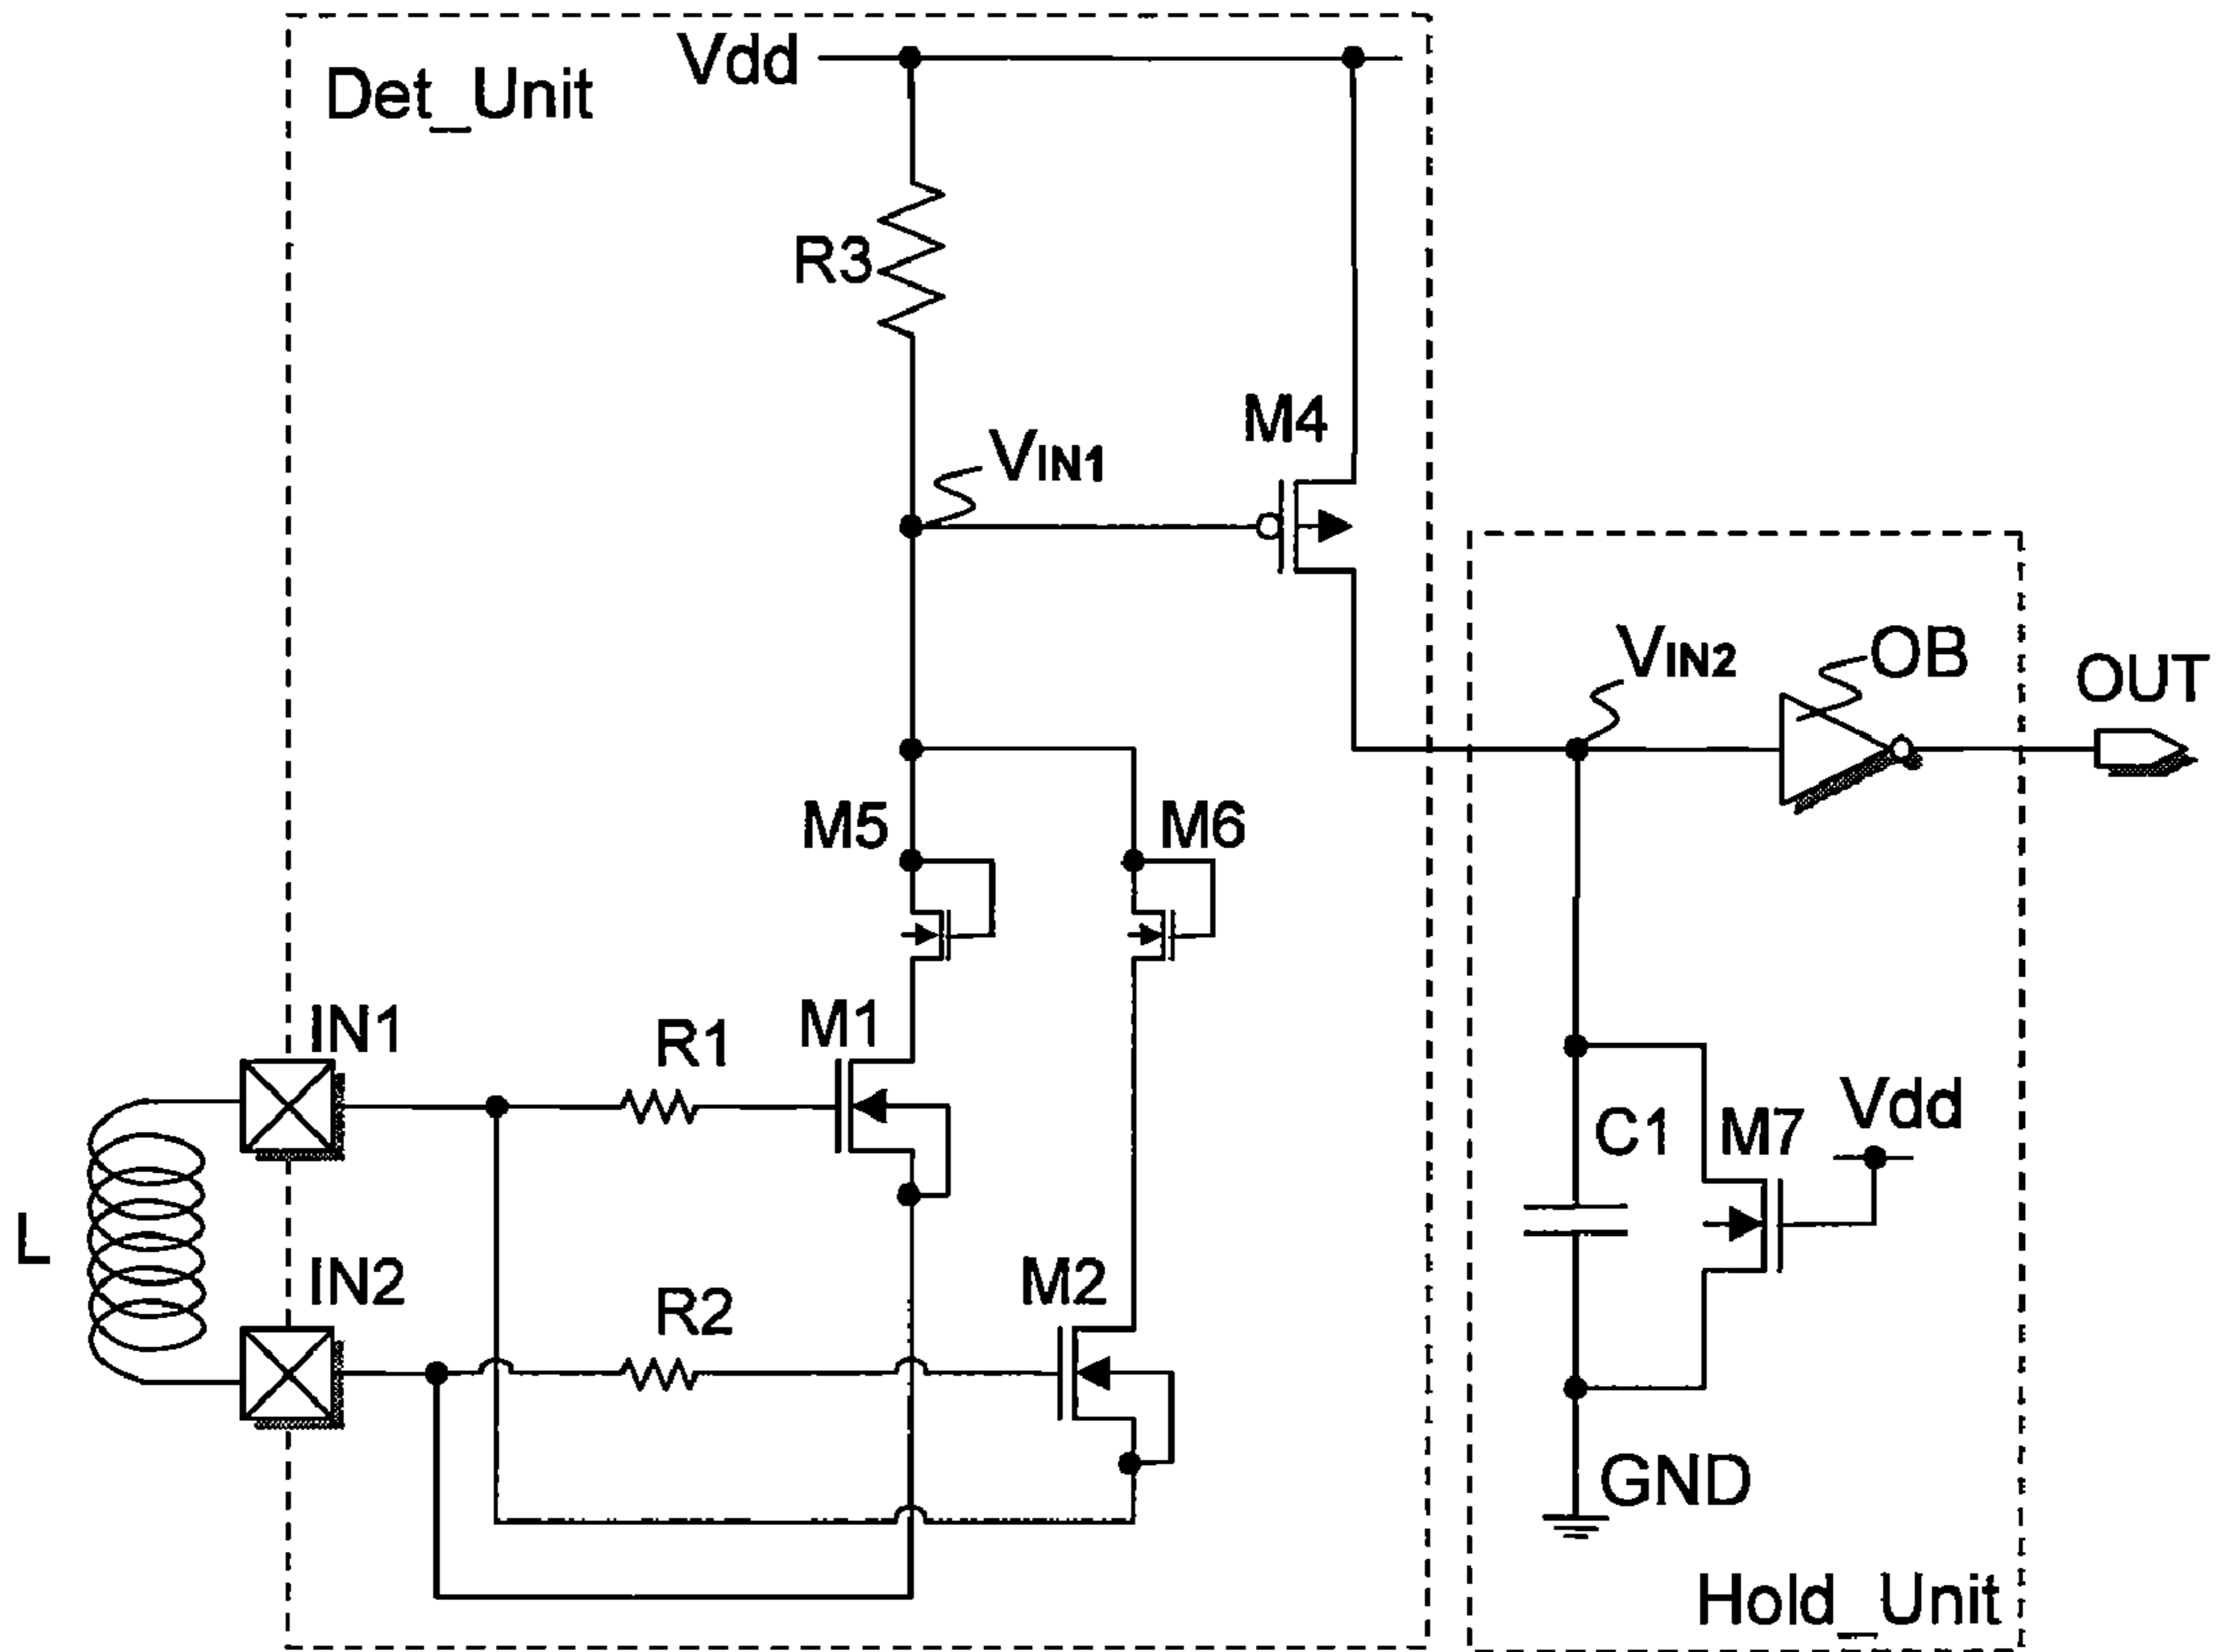 Vdd
Det_Unit
R3
M4
VIN1
VIN2
OB
OUT
M5
M6
IN1
R1
M1
Vdd
C1
M7
L
IN2
R2
M2
GND
Hold_Unit